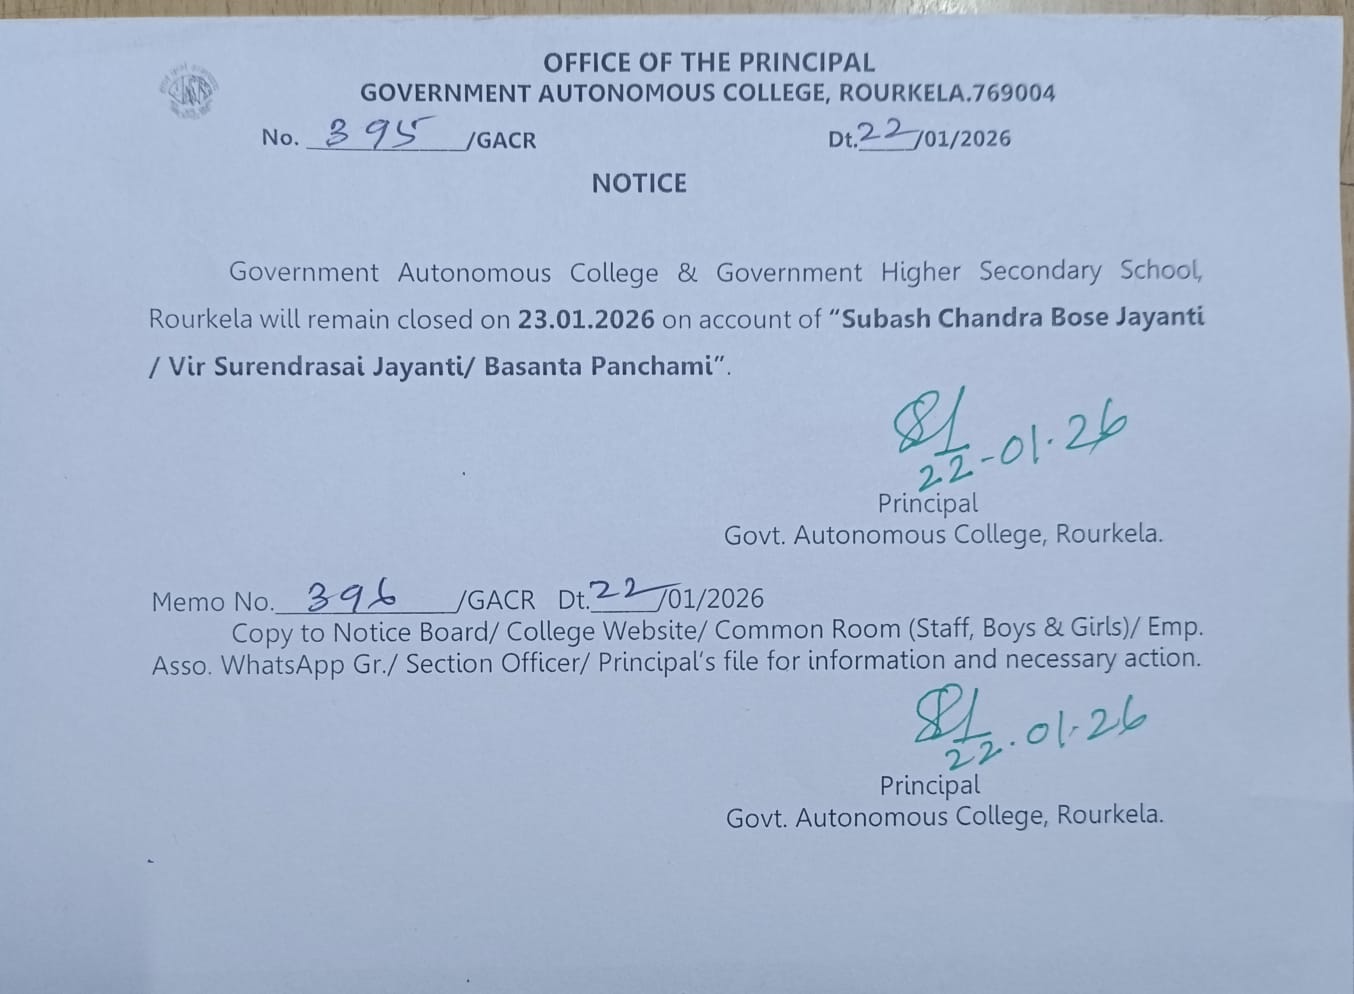 OFFICE OF THE PRINCIPAL
GOVERNMENT AUTONOMOUS COLLEGE, ROURKELA.769004
No. 395 /GACR Dt.22/01/2026
NOTICE
Government Autonomous College & Government Higher Secondary School,
Rourkela will remain closed on 23.01.2026 on account of “Subash Chandra Bose Jayanti
/ Vir Surendrasai Jayanti/ Basanta Panchami”.
22-01.26
Principal
Govt. Autonomous College, Rourkela.
Memo No. 396 /GACR Dt.22/01/2026
Copy to Notice Board/ College Website/ Common Room (Staff, Boys & Girls)/ Emp.
Asso. WhatsApp Gr./ Section Officer/ Principal’s file for information and necessary action.
22.01.26
Principal
Govt. Autonomous College, Rourkela.